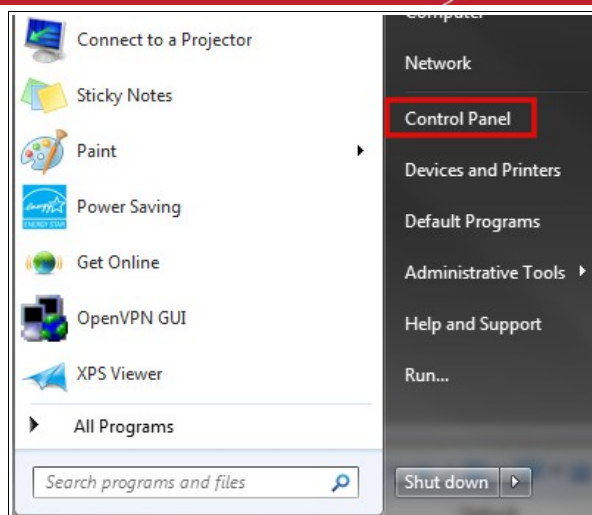 Connect to a Projector
Sticky Notes
Paint
Power Saving
Get Online
OpenVPN GUI
XPS Viewer
All Programs
Search programs and files
Computer
Network
Control Panel
Devices and Printers
Default Programs
Administrative Tools
Help and Support
Run...
Shut down